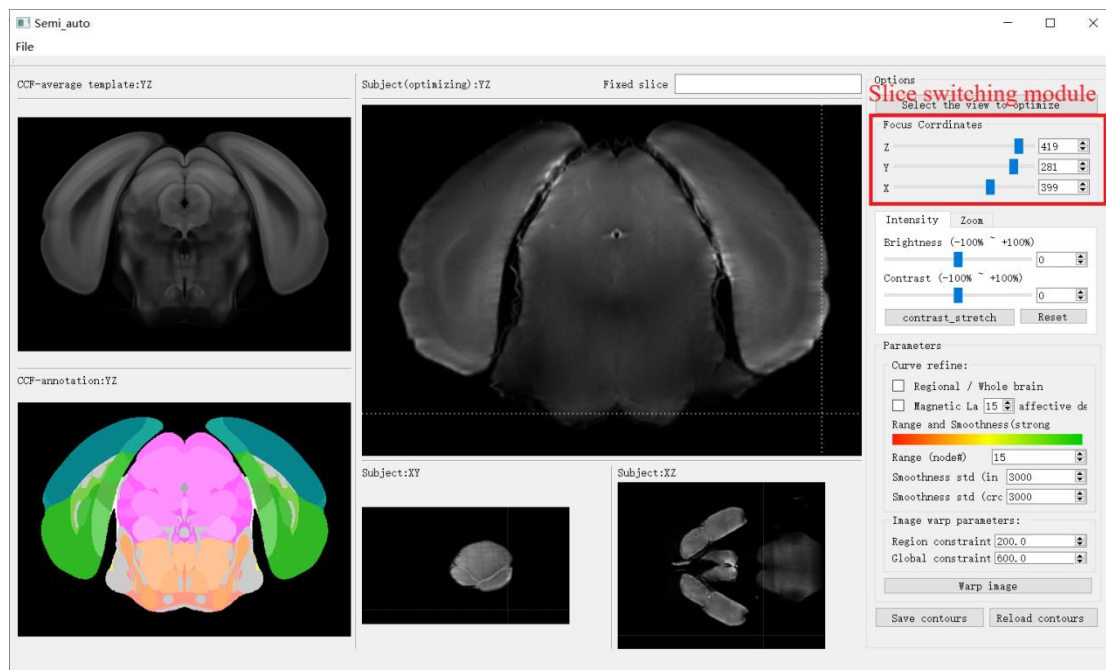 Semi_auto
File
CCF-average template:YZ
Subject(optimizing):YZ
Fixed slice
Options
Slice switching module
Select the view to optimize
Focus Corrdinates
Z 419
Y 281
X 399
Intensity Zoom
Brightness (-100% ~ +100%)
0
Contrast (-100% ~ +100%)
0
contrast_stretch Reset
Parameters
Curve refine:
Regional / Whole brain
Magnetic La 15 affective de
Range and Smoothness(strong
Range (node#) 15
Smoothness std (in 3000
Smoothness std (crc 3000
Image warp parameters:
Region constraint 200.0
Global constraint 600.0
Warp image
Save contours Reload contours
CCF-annotation:YZ
Subject:XY
Subject:XZ